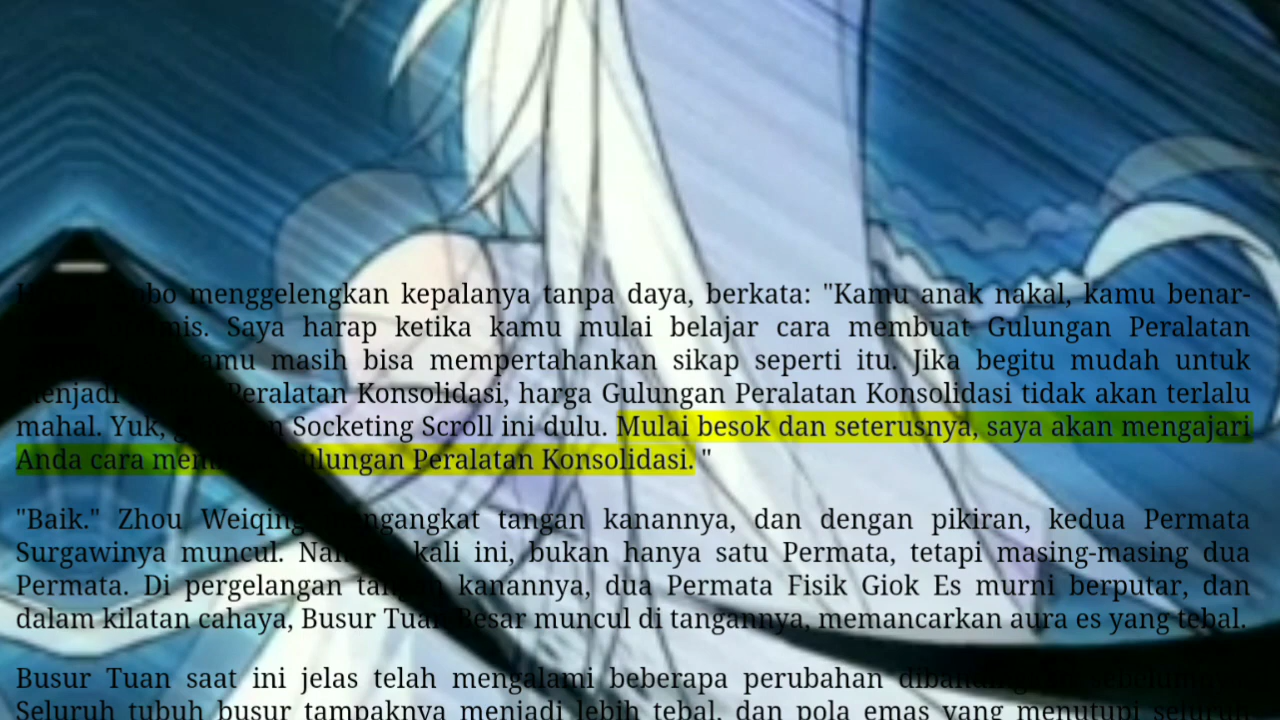 menggelengkan kepalanya tanpa daya, berkata: "Kamu anak nakal, kamu benar-
Saya harap ketika kamu mulai belajar cara membuat Gulungan Peralatan
kamu masih bisa mempertahankan sikap seperti itu. Jika begitu mudah untuk
menjadi Peralatan Konsolidasi, harga Gulungan Peralatan Konsolidasi tidak akan terlalu
mahal. Yuk, Socketing Scroll ini dulu. Mulai besok dan seterusnya, saya akan mengajari
Anda cara Gulungan Peralatan Konsolidasi. "
"Baik." Zhou Weiqing mengangkat tangan kanannya, dan dengan pikiran, kedua Permata
Surgawinya muncul. Namun kali ini, bukan hanya satu Permata, tetapi masing-masing dua
Permata. Di pergelangan tangan kanannya, dua Permata Fisik Giok Es murni berputar, dan
dalam kilatan cahaya, Busur Tuan Besar muncul di tangannya, memancarkan aura es yang tebal.
Busur Tuan saat ini jelas telah mengalami beberapa perubahan dibandingkan sebelumnya.
Seluruh tubuh busur tampaknya menjadi lebih tebal, dan pola emas yang menutupi seluruh